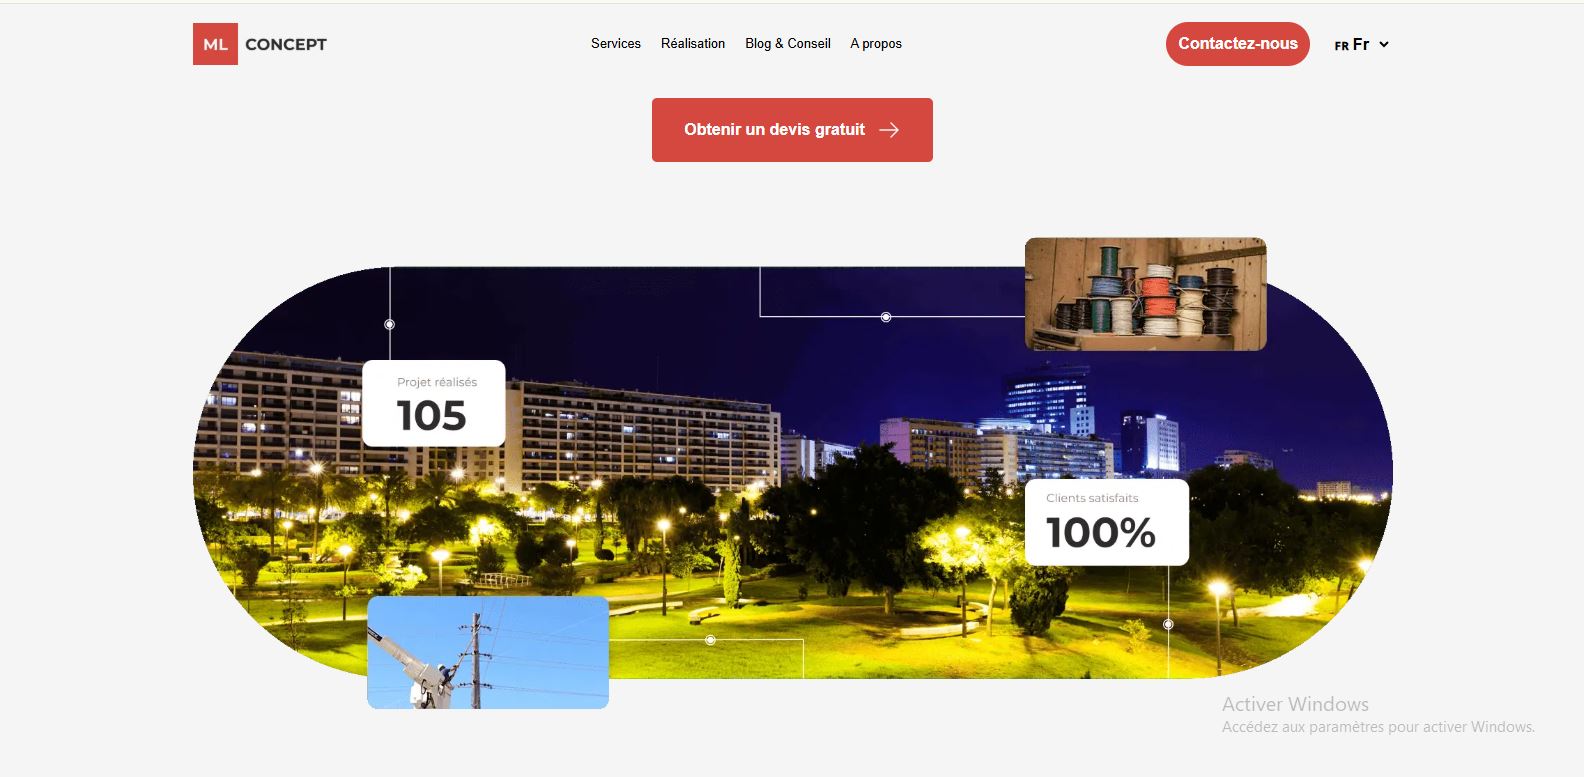 ML CONCEPT
Services
Réalisation
Blog & Conseil
A propos
Contactez-nous
FR Fr
Obtenir un devis gratuit
Projet réalisés
105
Clients satisfaits
100%
Activer Windows
Accédez aux paramètres pour activer Windows.